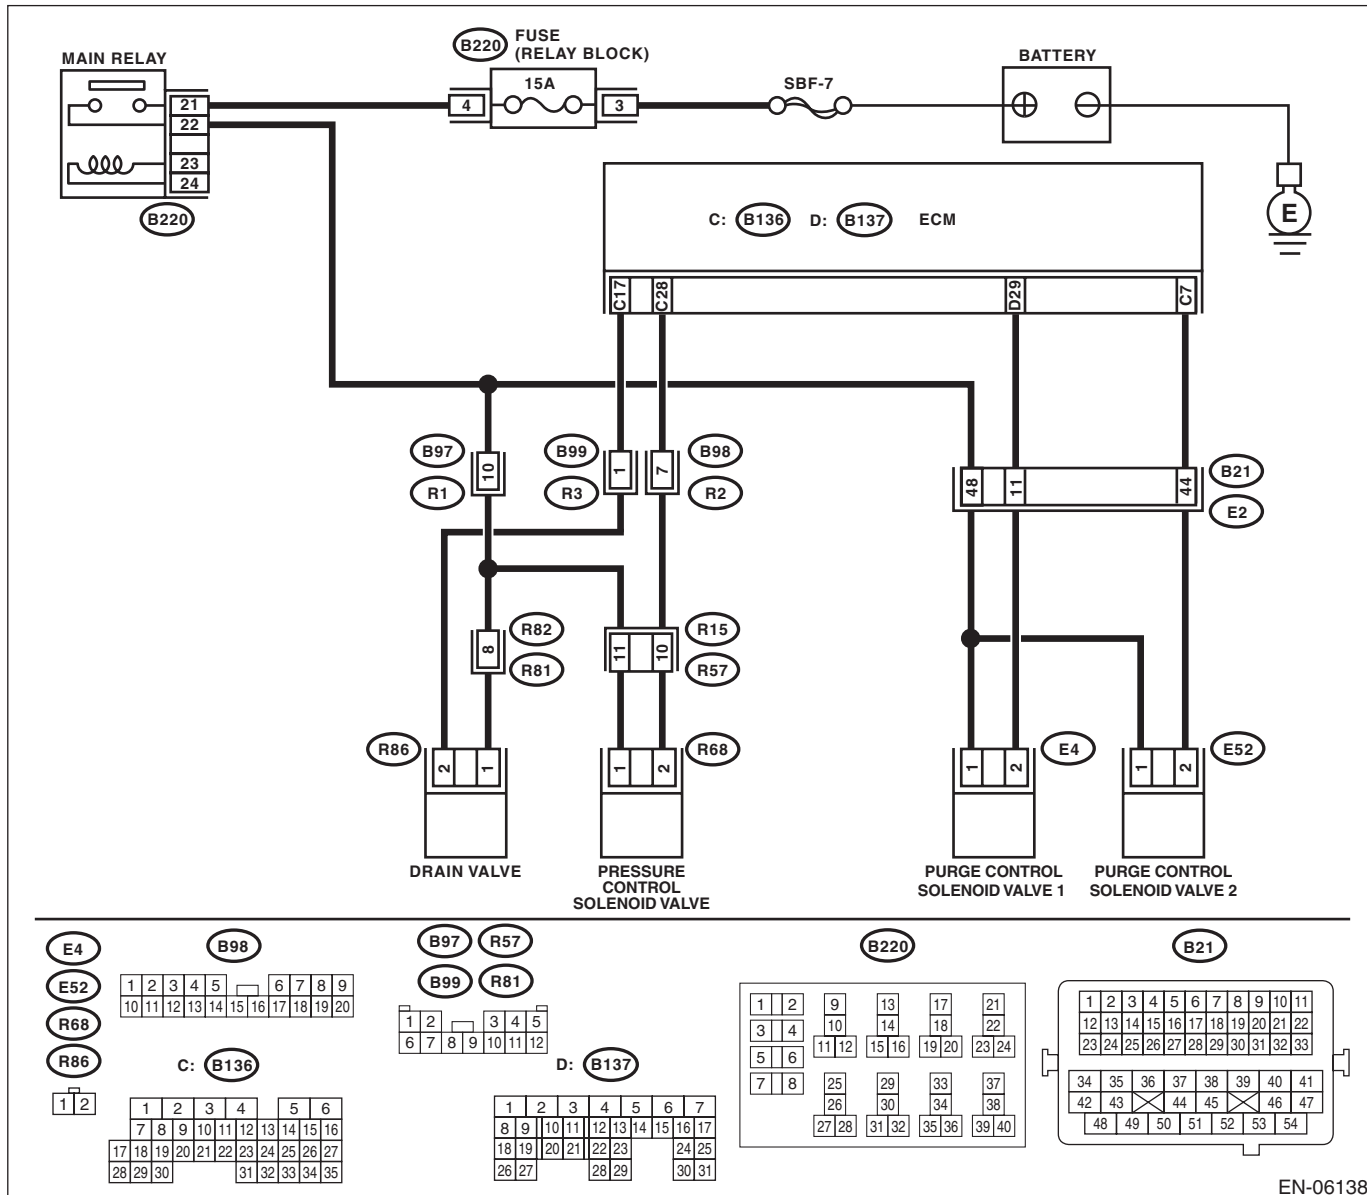 B220 FUSE
(RELAY BLOCK)
MAIN RELAY
15A
SBF-7
BATTERY
21
22
23
24
4
3
B220
E
C: B136 D: B137 ECM
C17 C28 D29 C7
B97 10 B99 1 7 B98
R1 R3 R2
48 11 44 B21
E2
8 R82
R81
11 10 R15
R57
R86 2 1
1 2 R68
1 2 E4
1 2 E52
DRAIN VALVE
PRESSURE
CONTROL
SOLENOID VALVE
PURGE CONTROL
SOLENOID VALVE 1
PURGE CONTROL
SOLENOID VALVE 2
E4
E52
R68
R86
1 2
B98
1 2 3 4 5 6 7 8 9
10 11 12 13 14 15 16 17 18 19 20
C: B136
1 2 3 4 5 6
7 8 9 10 11 12 13 14 15 16
17 18 19 20 21 22 23 24 25 26 27
28 29 30 31 32 33 34 35
B97 R57
B99 R81
1 2 3 4 5
6 7 8 9 10 11 12
D: B137
1 2 3 4 5 6 7
8 9 10 11 12 13 14 15 16 17
18 19 20 21 22 23 24 25
26 27 28 29 30 31
B220
1 2 9 13 17 21
3 4 10 14 18 22
5 6 11 12 15 16 19 20 23 24
7 8 25 29 33 37
26 30 34 38
27 28 31 32 35 36 39 40
B21
1 2 3 4 5 6 7 8 9 10 11
12 13 14 15 16 17 18 19 20 21 22
23 24 25 26 27 28 29 30 31 32 33
34 35 36 37 38 39 40 41
42 43 44 45 46 47
48 49 50 51 52 53 54
EN-06138